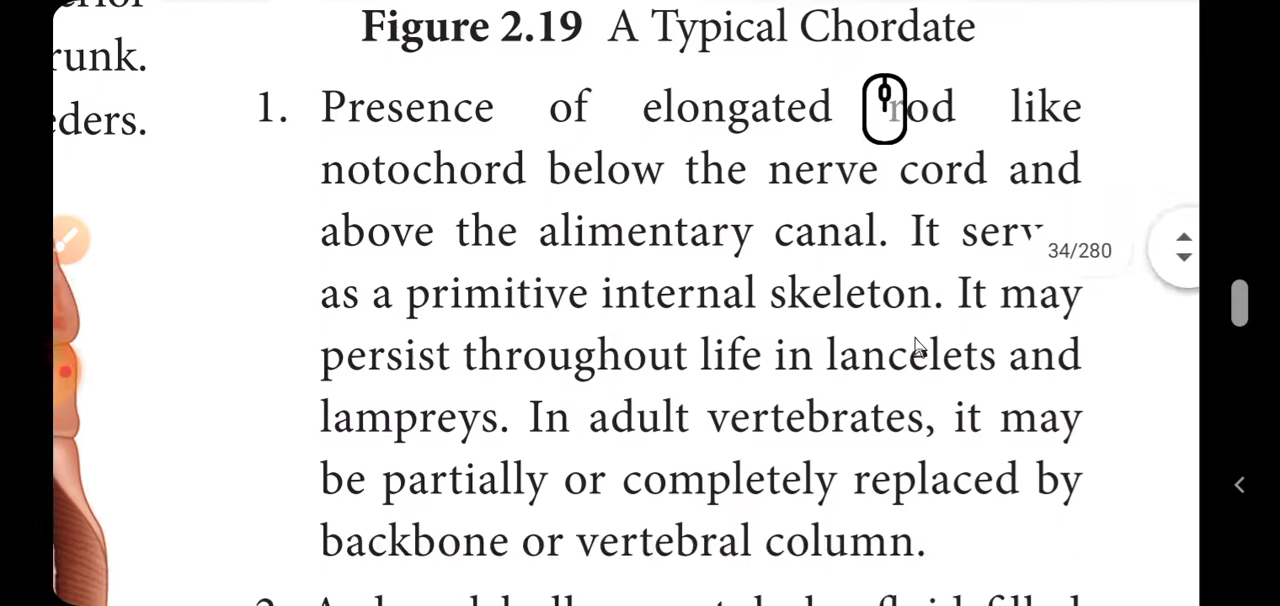 runk.
Figure 2.19 A Typical Chordate
1. Presence of elongated rod like
notochord below the nerve cord and
above the alimentary canal. It serv
34/280
as a primitive internal skeleton. It may
persist throughout life in lancelets and
lampreys. In adult vertebrates, it may
be partially or completely replaced by
backbone or vertebral column.
eders.